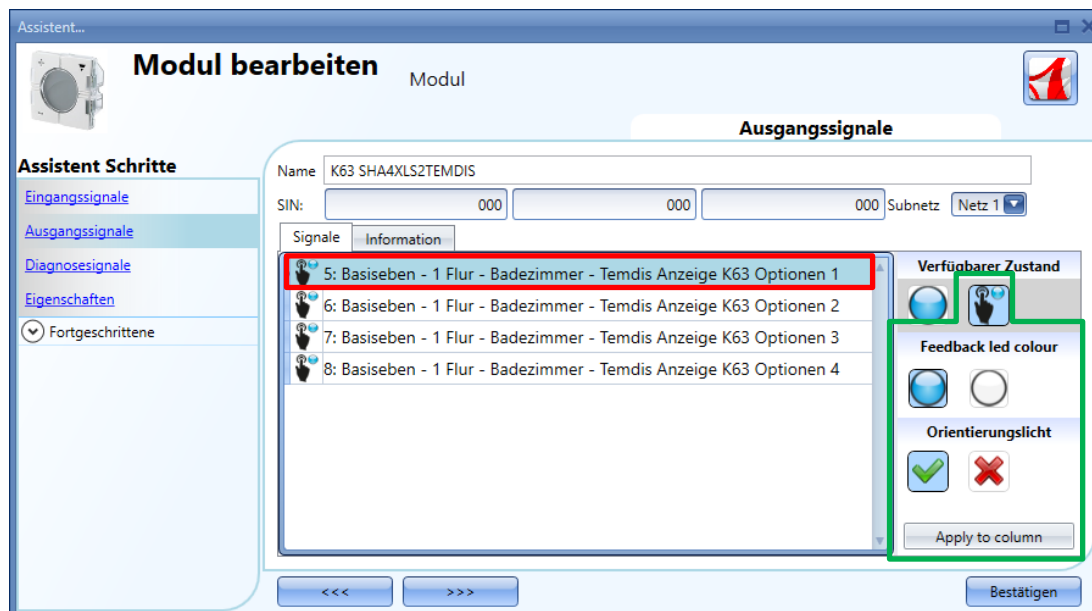 Assistent...
Modul bearbeiten
Modul
Ausgangssignale
Assistent Schritte
Eingangssignale
Ausgangssignale
Diagnosesignale
Eigenschaften
Fortgeschrittene
Name K63 SHA4XLS2TEMDIS
SIN: 000 000 000 Subnetz Netz 1
Signale Information
5: Basiseben - 1 Flur - Badezimmer - Temdis Anzeige K63 Optionen 1
6: Basiseben - 1 Flur - Badezimmer - Temdis Anzeige K63 Optionen 2
7: Basiseben - 1 Flur - Badezimmer - Temdis Anzeige K63 Optionen 3
8: Basiseben - 1 Flur - Badezimmer - Temdis Anzeige K63 Optionen 4
Verfügbarer Zustand
Feedback led colour
Orientierungslicht
Apply to column
<<< >>> Bestätigen